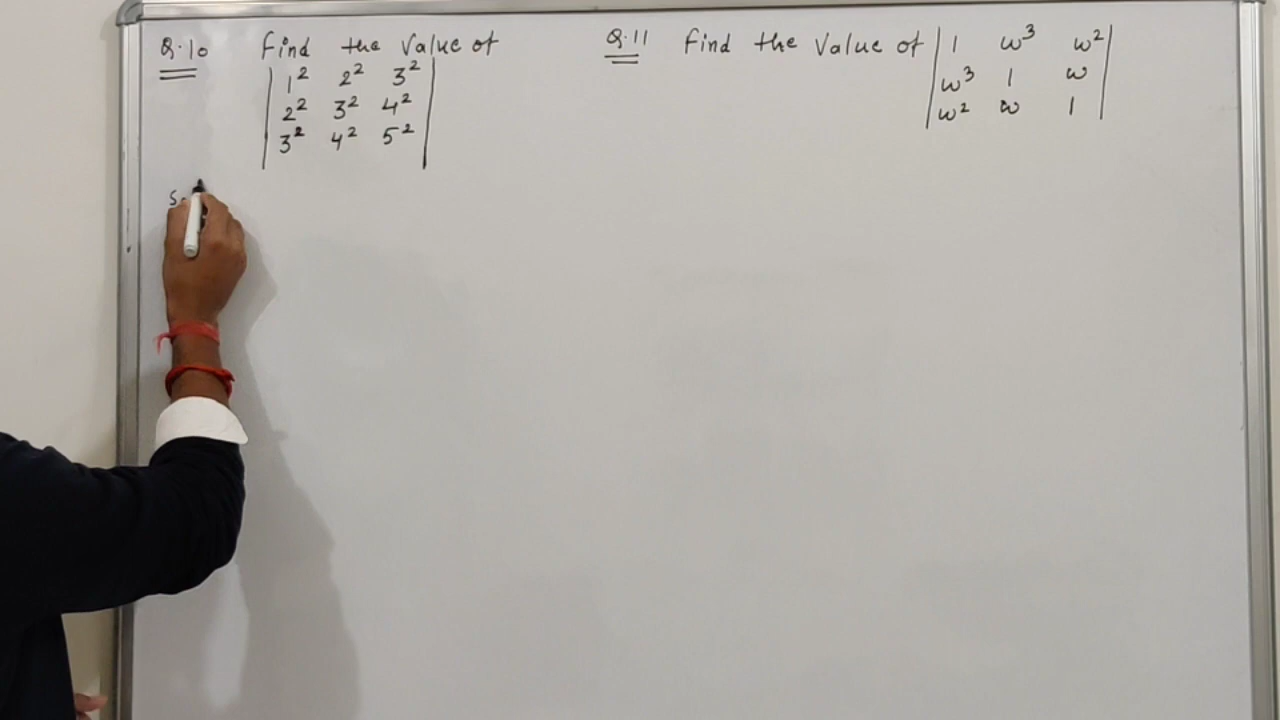 Q.10 Find the Value of
1² 2² 3²
2² 3² 4²
3² 4² 5²
Q.11 Find the Value of | 1 ω³ ω² |
ω³ 1 ω
ω² ω 1